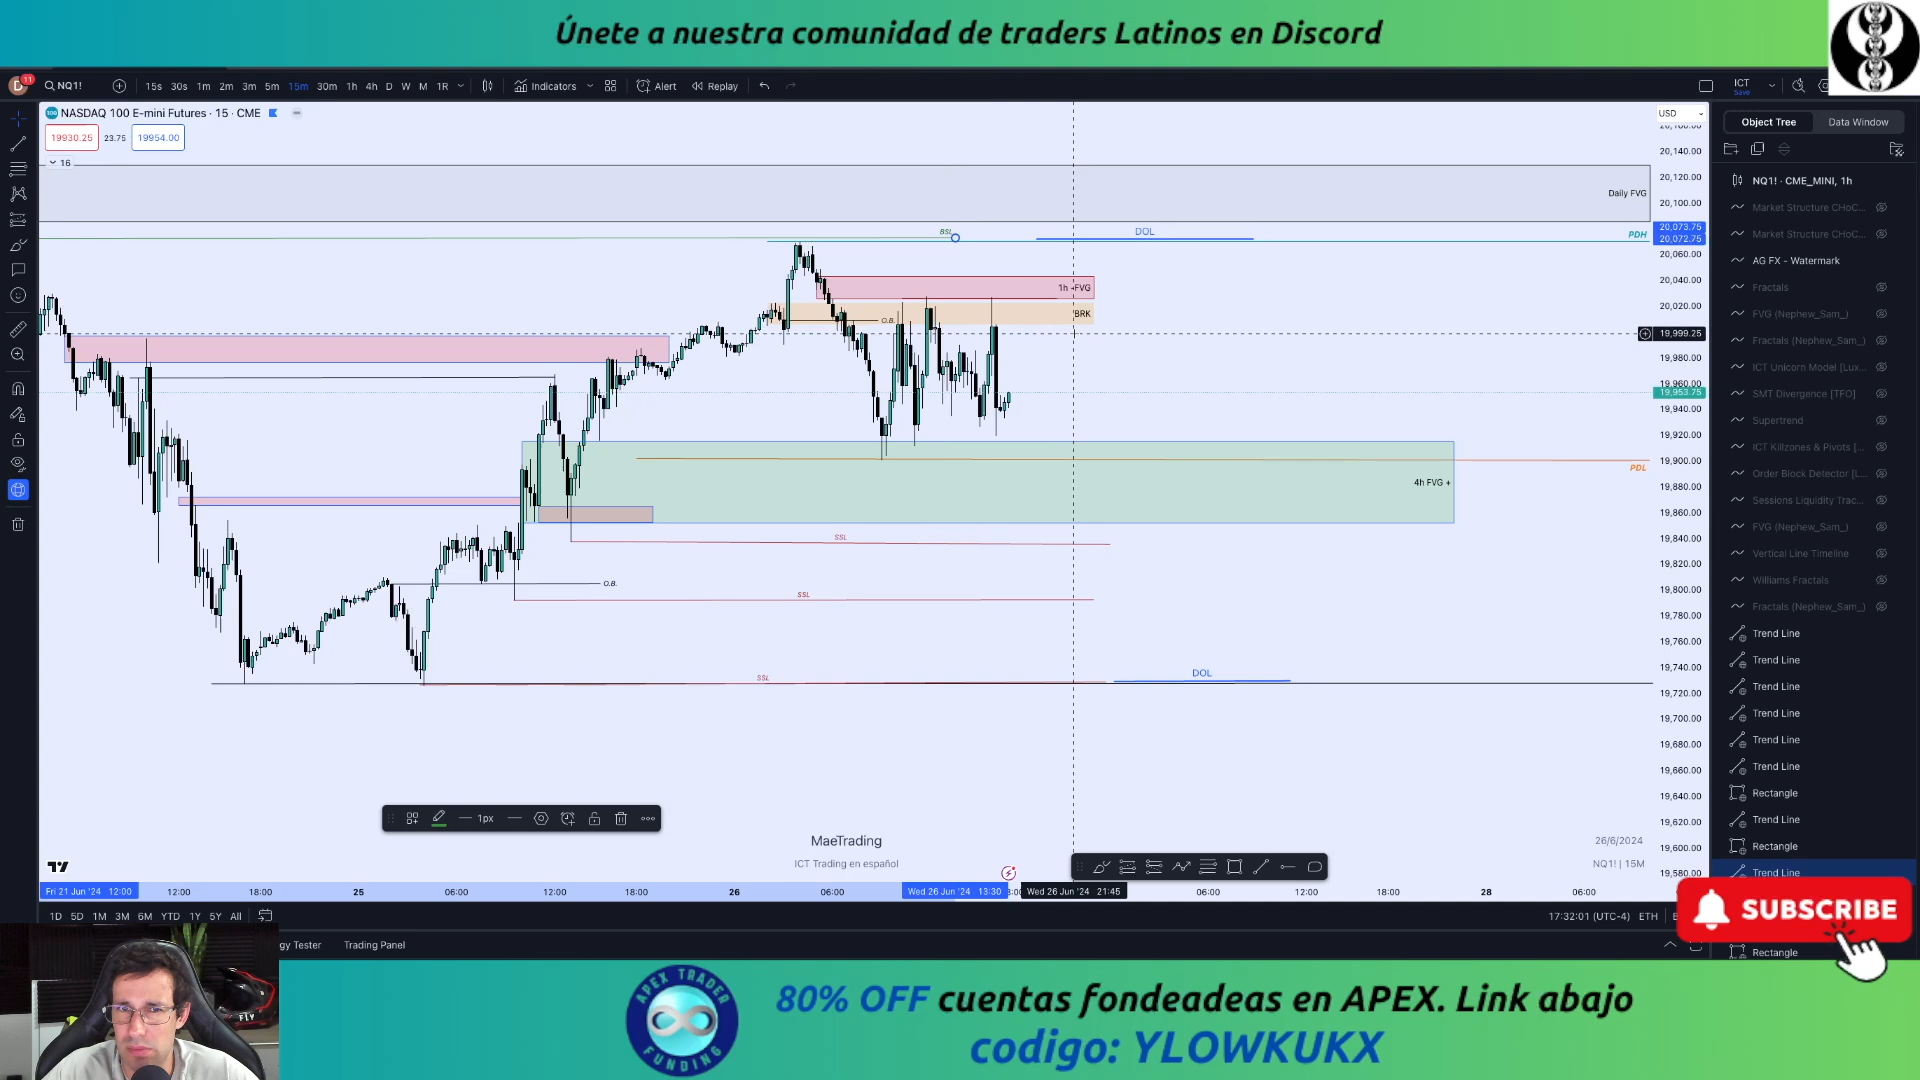 Únete a nuestra comunidad de traders Latinos en Discord
D 11 NQ1! 15s 30s 1m 2m 3m 5m 15m 30m 1h 4h D W M 1R Indicators Alert Replay ICT
Save
NASDAQ 100 E-mini Futures · 15 · CME
USD
Object Tree Data Window
19930.25 23.75 19954.00
16
20,140.00
20,120.00
20,100.00
20,073.75
20,072.75
20,060.00
20,040.00
20,020.00
19,999.25
19,980.00
19,960.00
19,953.75
19,940.00
19,920.00
19,900.00
19,880.00
19,860.00
19,840.00
19,820.00
19,800.00
19,780.00
19,760.00
19,740.00
19,720.00
19,700.00
19,680.00
19,660.00
19,640.00
19,620.00
19,600.00
19,580.00
Daily FVG
BSL
DOL
PDH
1h -FVG
BRK
O.B.
PDL
4h FVG +
SSL
O.B.
SSL
SSL
DOL
NQ1! · CME_MINI, 1h
Market Structure CHoC...
Market Structure CHoC...
AG FX - Watermark
Fractals
FVG (Nephew_Sam_)
Fractals (Nephew_Sam_)
ICT Unicorn Model [Lux...
SMT Divergence [TFO]
Supertrend
ICT Killzones & Pivots [...
Order Block Detector [L...
Sessions Liquidity Trac...
FVG (Nephew_Sam_)
Vertical Line Timeline
Williams Fractals
Fractals (Nephew_Sam_)
Trend Line
Trend Line
Trend Line
Trend Line
Trend Line
Trend Line
Rectangle
Trend Line
Rectangle
Trend Line
Rectangle
1px
MaeTrading
ICT Trading en español
26/6/2024
NQ1! | 15M
Fri 21 Jun '24 12:00 12:00 18:00 25 06:00 12:00 18:00 26 06:00 Wed 26 Jun '24 13:30 Wed 26 Jun '24 21:45 06:00 12:00 18:00 28 06:00
1D 5D 1M 3M 6M YTD 1Y 5Y All
17:32:01 (UTC-4) ETH
SUBSCRIBE
gy Tester Trading Panel
FLY
APEX TRADER
FUNDING
80% OFF cuentas fondeadeas en APEX. Link abajo
codigo: YLOWKUKX